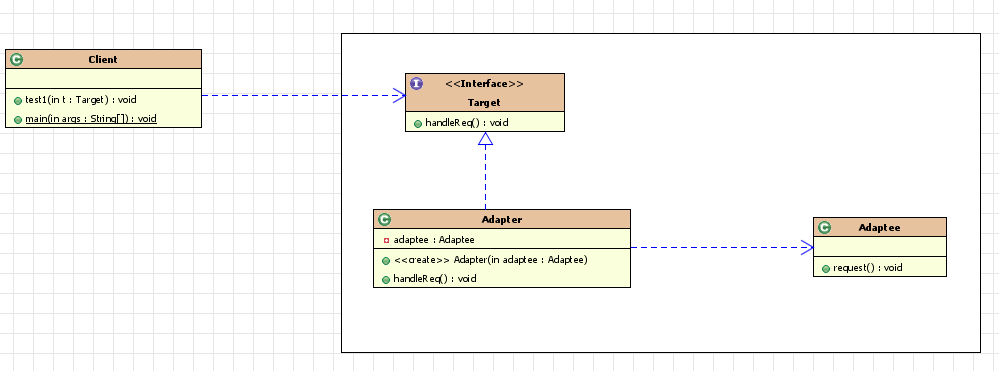 Client
test1(in t : Target) : void
main(in args : String[]) : void
<<Interface>>
Target
handleReq() : void
Adapter
adaptee : Adaptee
<<create>> Adapter(in adaptee : Adaptee)
handleReq() : void
Adaptee
request() : void